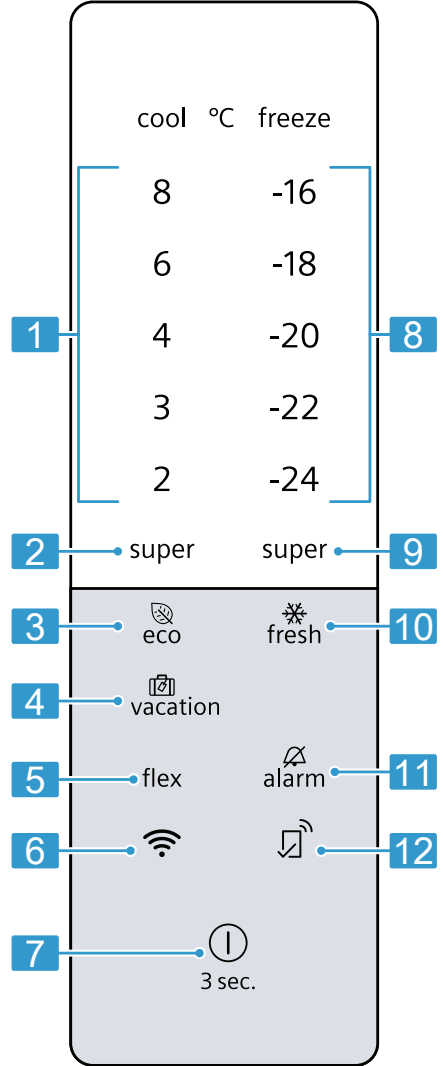 cool °C freeze
8 -16
6 -18
1 4 -20 8
3 -22
2 -24
2 super super 9
3 eco fresh 10
4 vacation
5 flex alarm 11
6 12
7
3 sec.